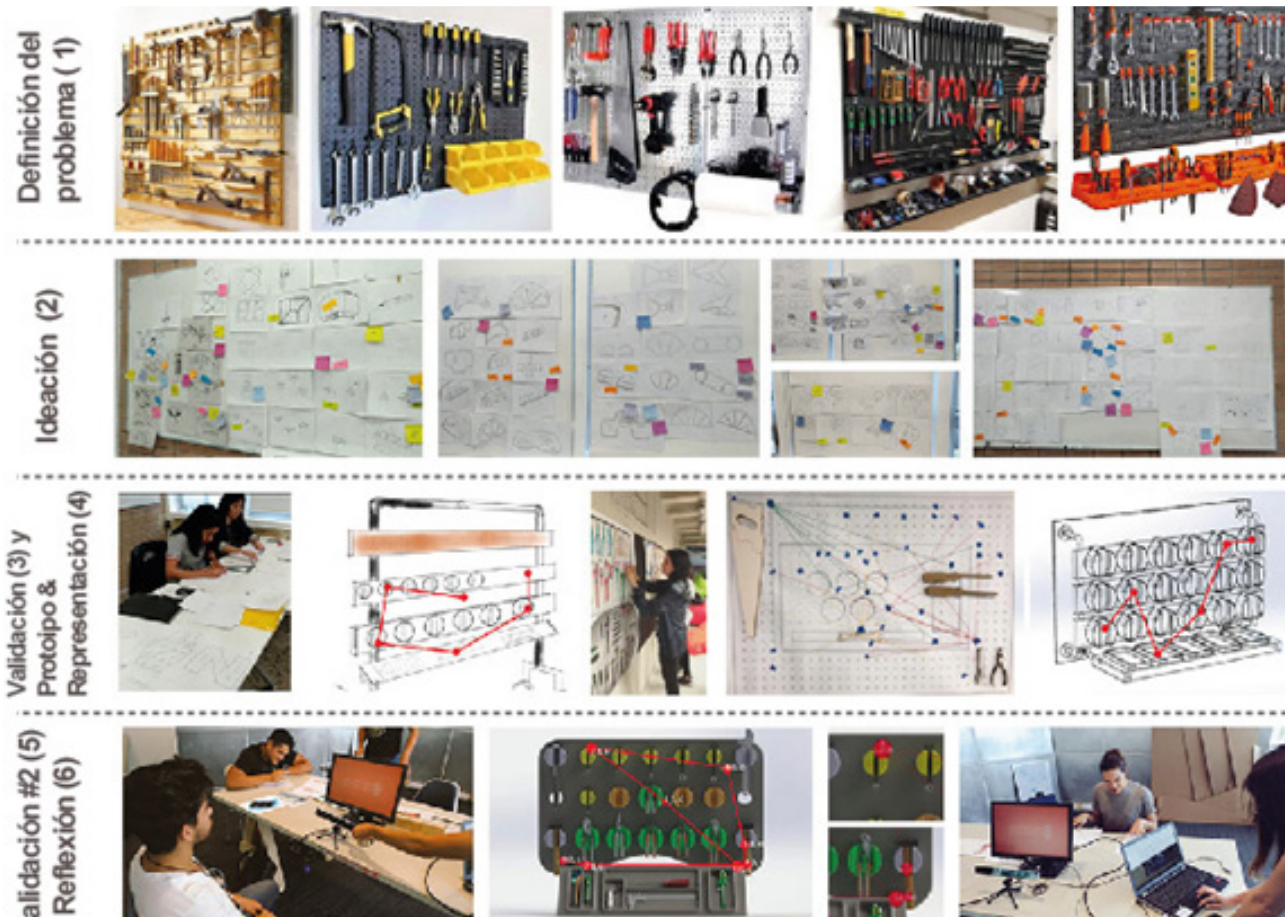 Definición del
problema ( 1)
Ideación (2)
Validación (3) y
Protoipo &
Representación (4)
alidación #2 (5)
Reflexión (6)